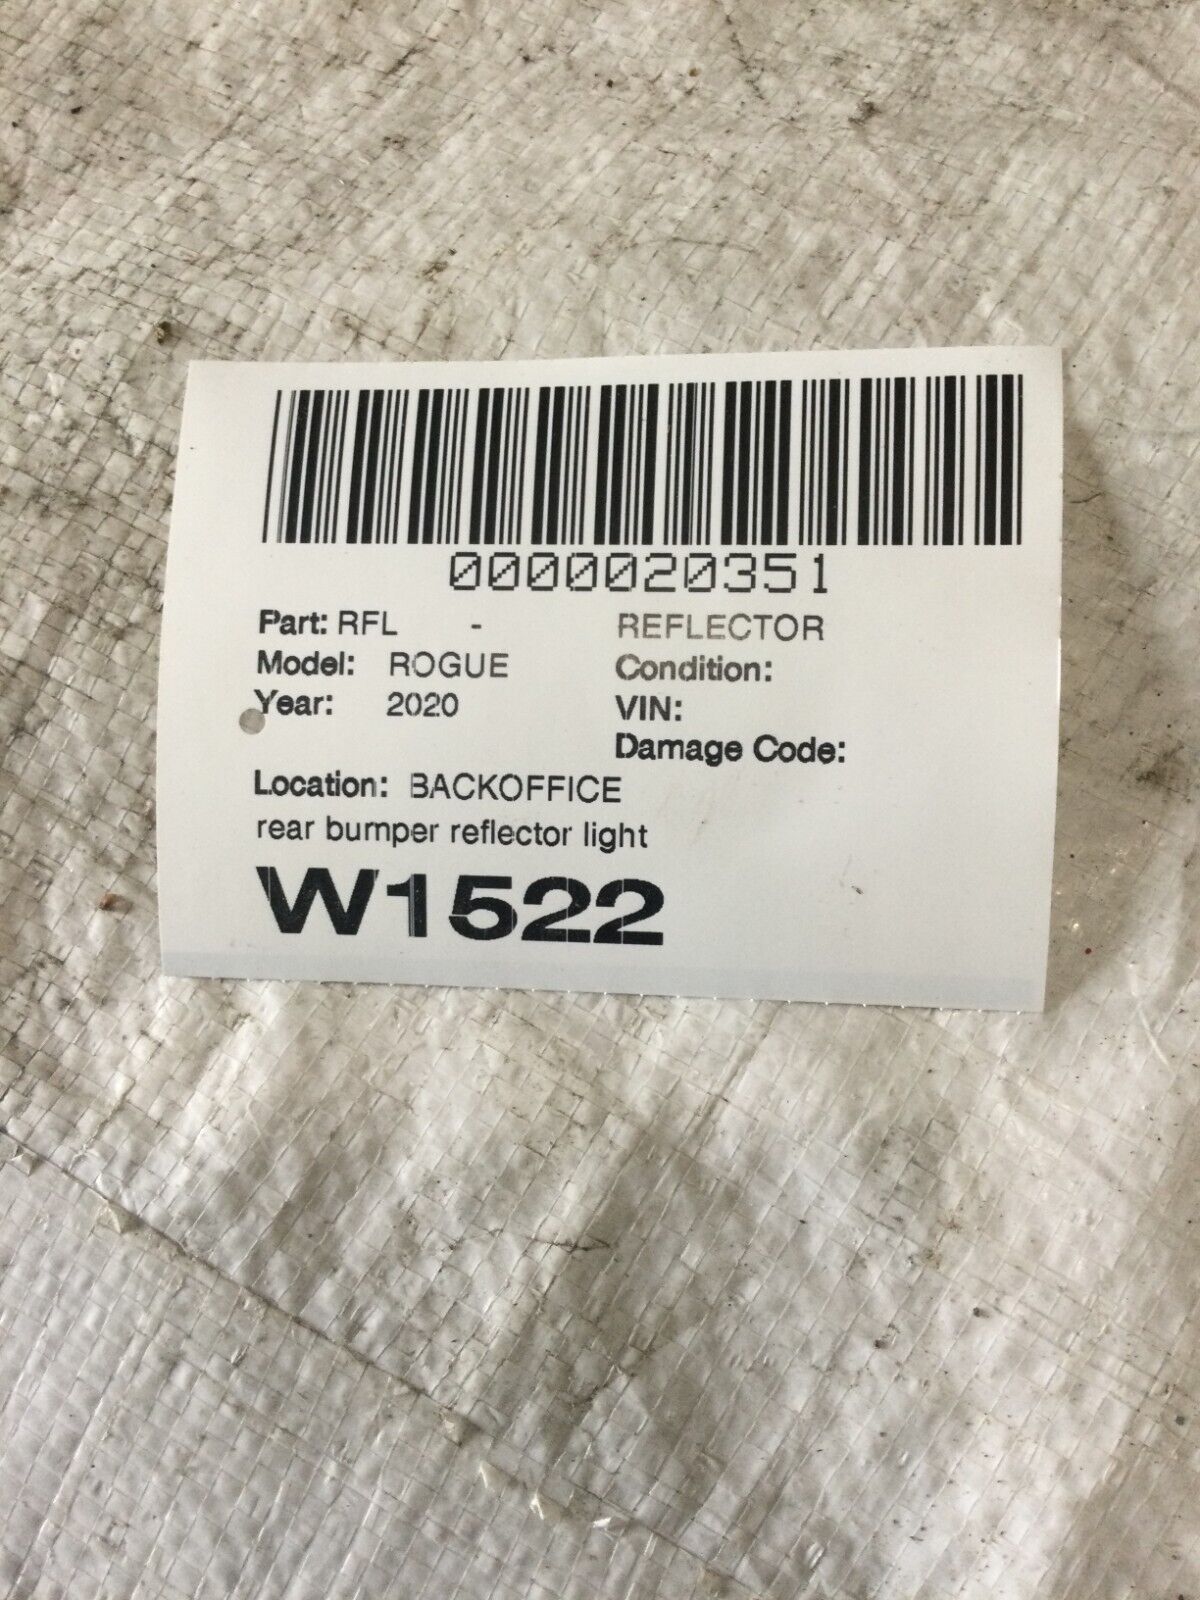 0000020351
Part: RFL - REFLECTOR
Model: ROGUE Condition:
Year: 2020 VIN:
Damage Code:
Location: BACKOFFICE
rear bumper reflector light
W1522